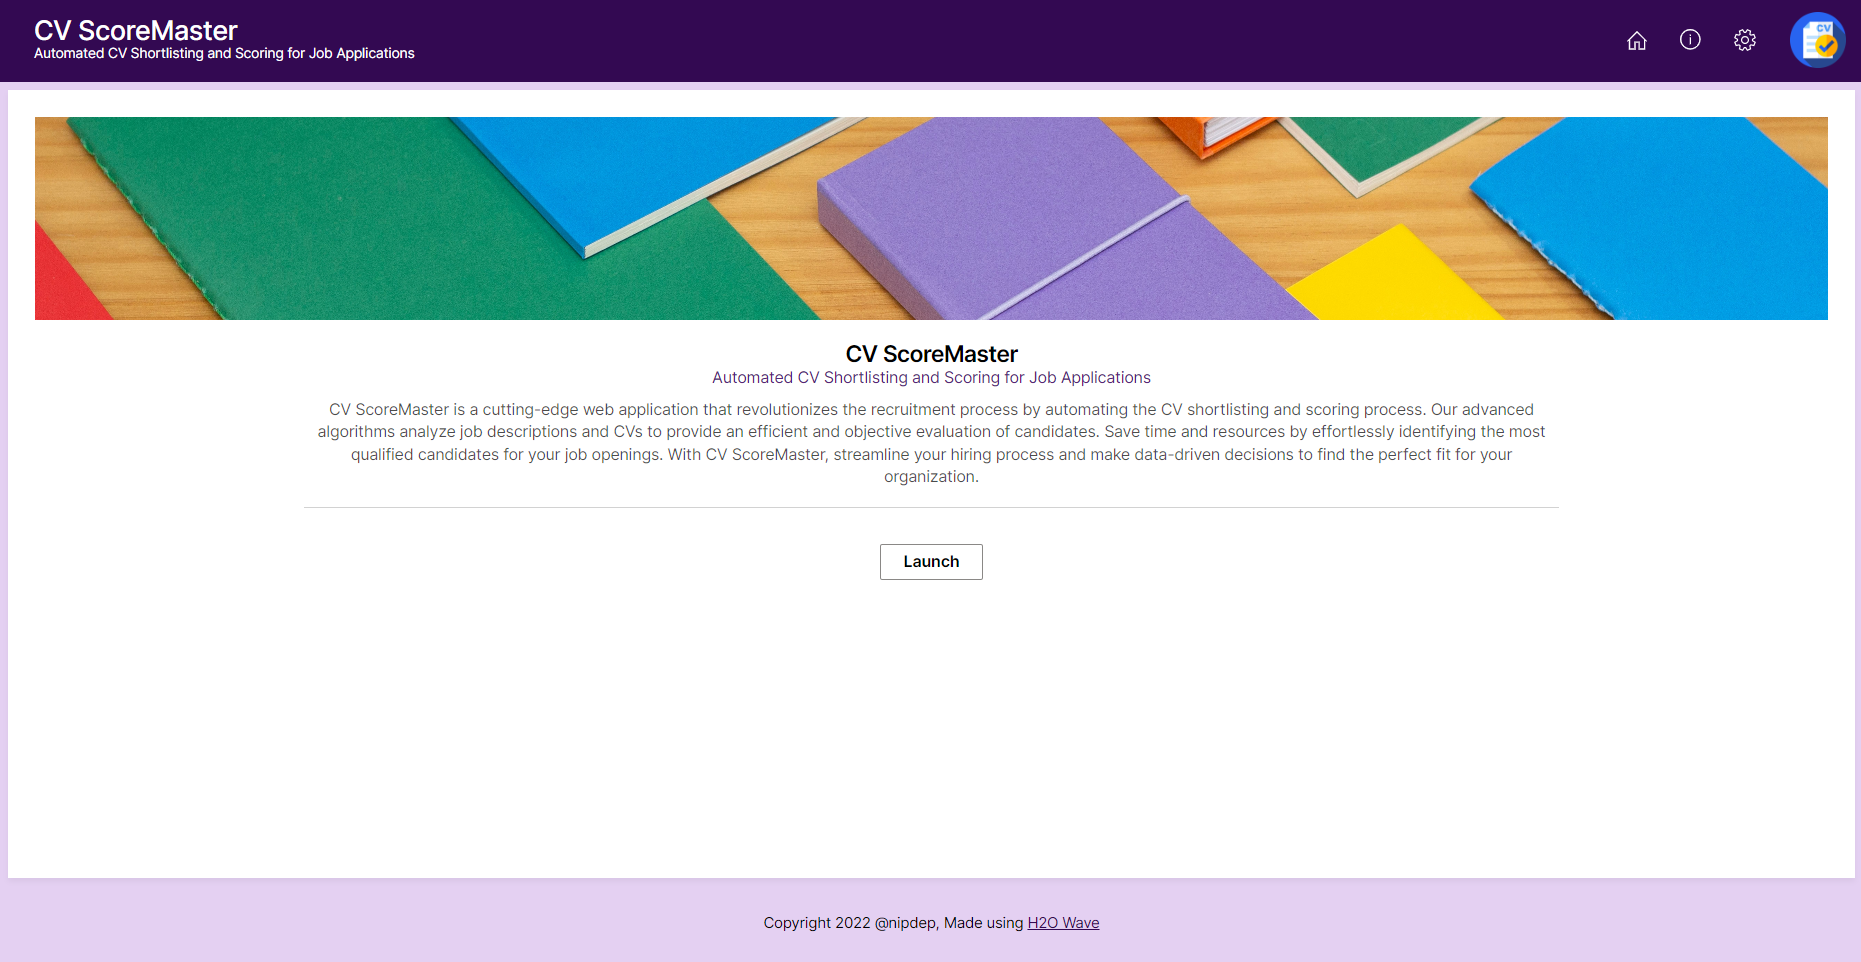 CV ScoreMaster
Automated CV Shortlisting and Scoring for Job Applications
CV
CV ScoreMaster
Automated CV Shortlisting and Scoring for Job Applications
CV ScoreMaster is a cutting-edge web application that revolutionizes the recruitment process by automating the CV shortlisting and scoring process. Our advanced
algorithms analyze job descriptions and CVs to provide an efficient and objective evaluation of candidates. Save time and resources by effortlessly identifying the most
qualified candidates for your job openings. With CV ScoreMaster, streamline your hiring process and make data-driven decisions to find the perfect fit for your
organization.
Launch
Copyright 2022 @nipdep, Made using H2O Wave